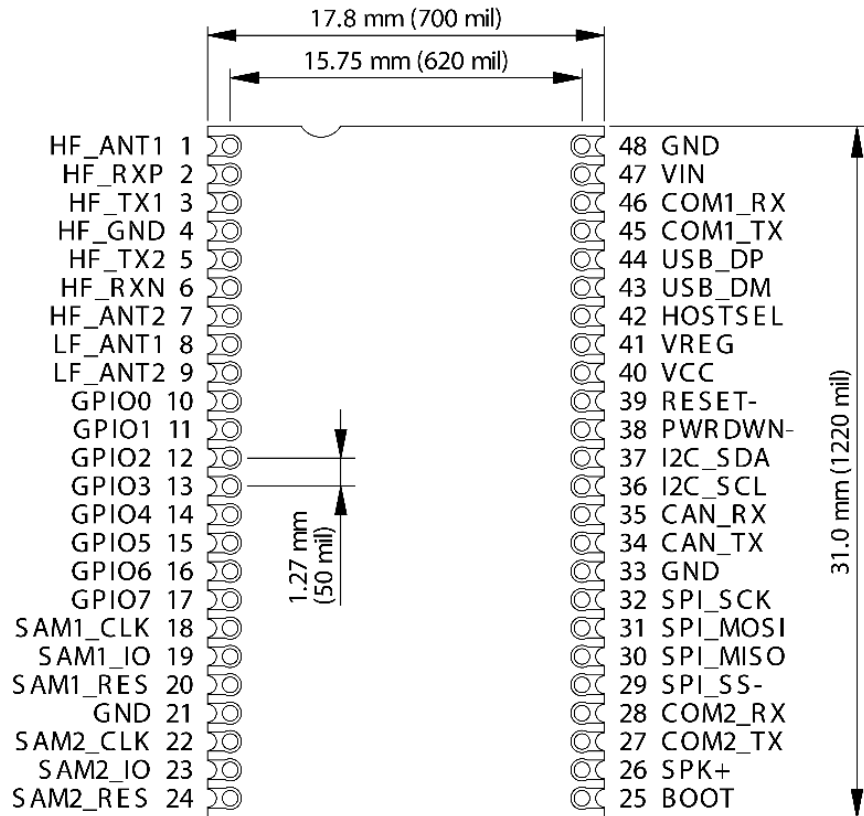 17.8 mm (700 mil)
15.75 mm (620 mil)
HF_ANT1 1
HF_RXP 2
HF_TX1 3
HF_GND 4
HF_TX2 5
HF_RXN 6
HF_ANT2 7
LF_ANT1 8
LF_ANT2 9
GPIO0 10
GPIO1 11
GPIO2 12
GPIO3 13
GPIO4 14
GPIO5 15
GPIO6 16
GPIO7 17
SAM1_CLK 18
SAM1_IO 19
SAM1_RES 20
GND 21
SAM2_CLK 22
SAM2_IO 23
SAM2_RES 24
1.27 mm
(50 mil)
48 GND
47 VIN
46 COM1_RX
45 COM1_TX
44 USB_DP
43 USB_DM
42 HOSTSEL
41 VREG
40 VCC
39 RESET-
38 PWRDWN-
37 I2C_SDA
36 I2C_SCL
35 CAN_RX
34 CAN_TX
33 GND
32 SPI_SCK
31 SPI_MOSI
30 SPI_MISO
29 SPI_SS-
28 COM2_RX
27 COM2_TX
26 SPK+
25 BOOT
31.0 mm (1220 mil)